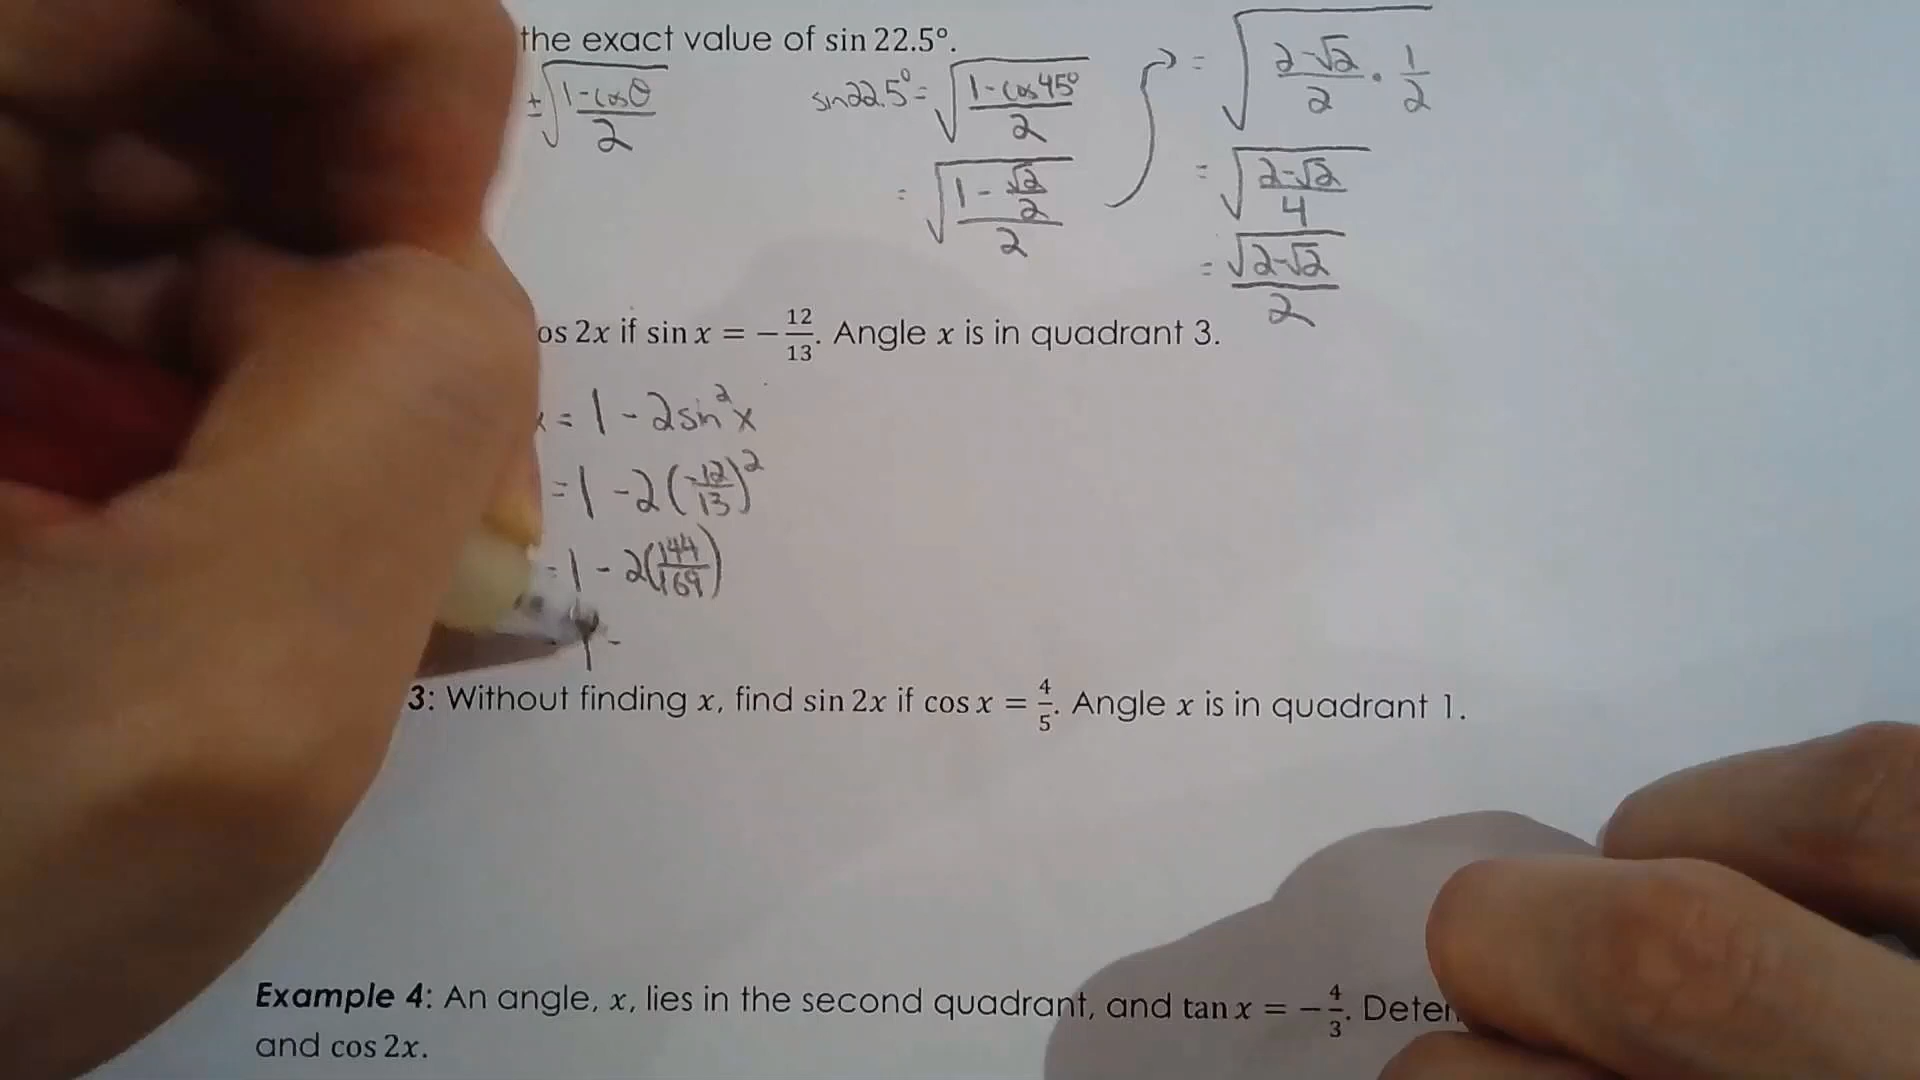 the exact value of sin 22.5°.
±√((1-cosθ)/2)
sin22.5° = √((1-cos45°)/2)
= √((1-√2/2)/2)
= √((2-√2)/2 · 1/2)
= √((2-√2)/4)
= √(2-√2)/2
os 2x if sin x = −12/13. Angle x is in quadrant 3.
x = 1 - 2sin²x
= 1 - 2(-12/13)²
= 1 - 2(144/169)
1 -
3: Without finding x, find sin 2x if cos x = 4/5. Angle x is in quadrant 1.
Example 4: An angle, x, lies in the second quadrant, and tan x = −4/3. Deter
and cos 2x.